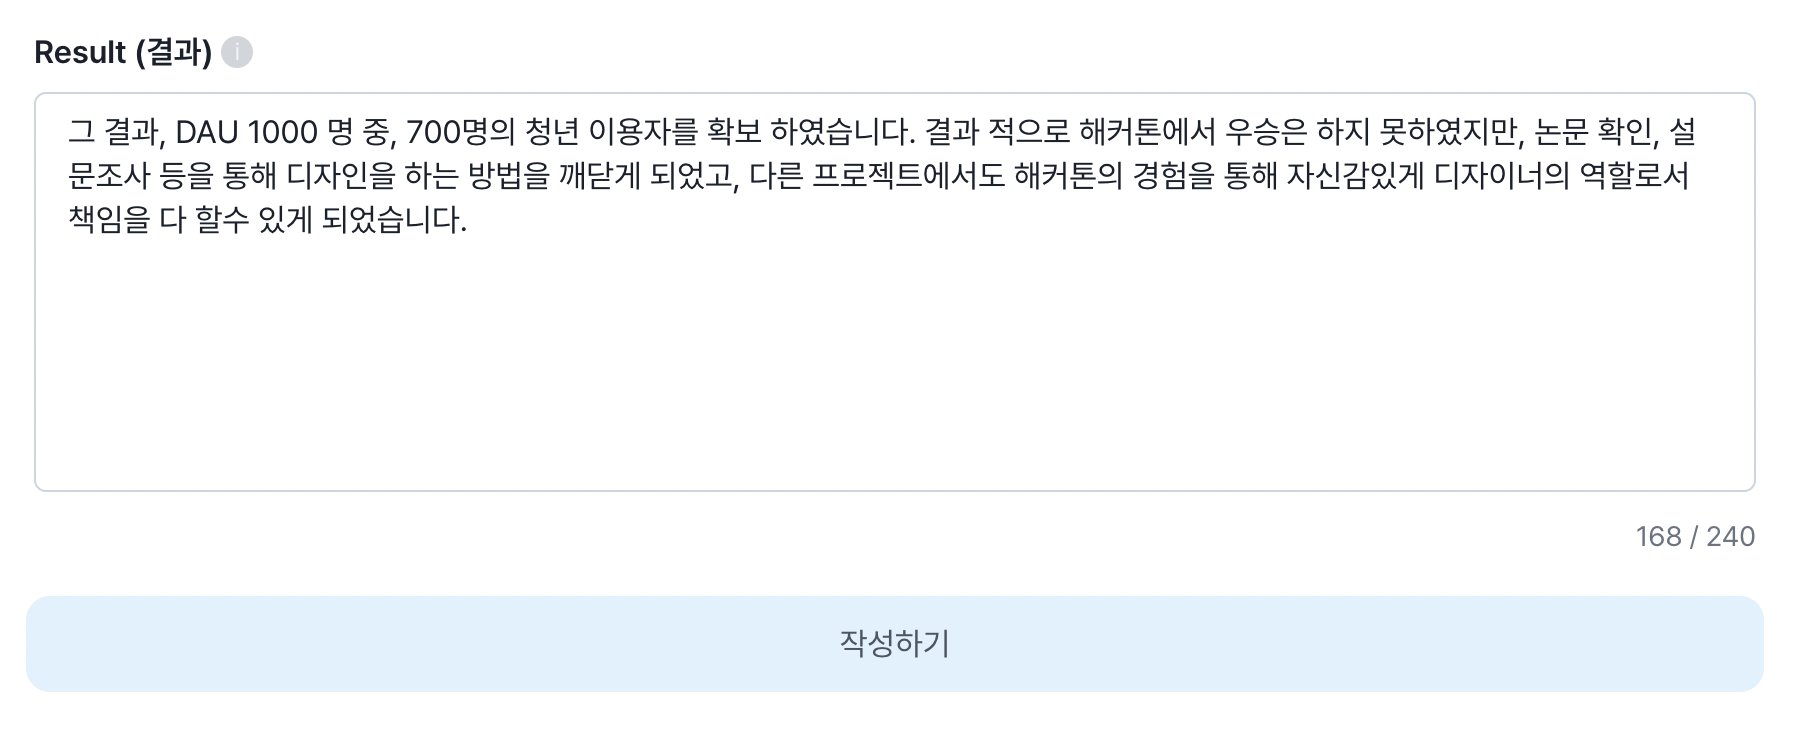 Result (결과) i
그 결과, DAU 1000 명 중, 700명의 청년 이용자를 확보 하였습니다. 결과 적으로 해커톤에서 우승은 하지 못하였지만, 논문 확인, 설
문조사 등을 통해 디자인을 하는 방법을 깨닫게 되었고, 다른 프로젝트에서도 해커톤의 경험을 통해 자신감있게 디자이너의 역할로서
책임을 다 할수 있게 되었습니다.
168 / 240
작성하기